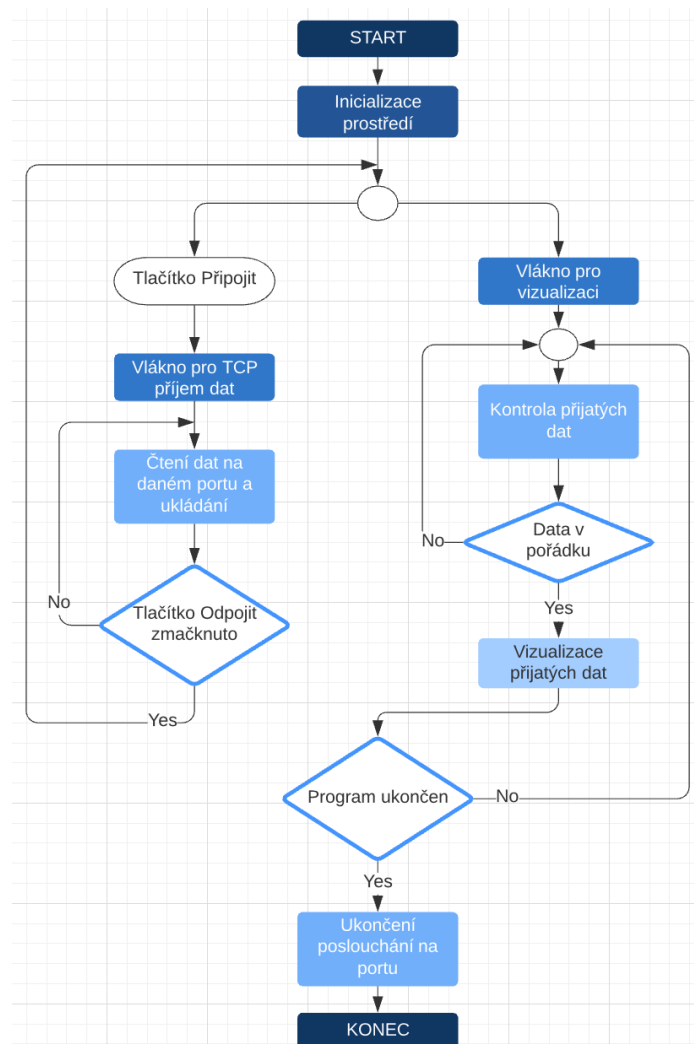 START
Inicializace
prostředí
Tlačítko Připojit
Vlákno pro
vizualizaci
Vlákno pro TCP
příjem dat
Kontrola přijatých
dat
Čtení dat na
daném portu a
ukládání
Data v
pořádku
No
Yes
No
Tlačítko Odpojit
zmačknuto
Vizualizace
přijatých dat
Yes
Program ukončen
No
Yes
Ukončení
poslouchání na
portu
KONEC